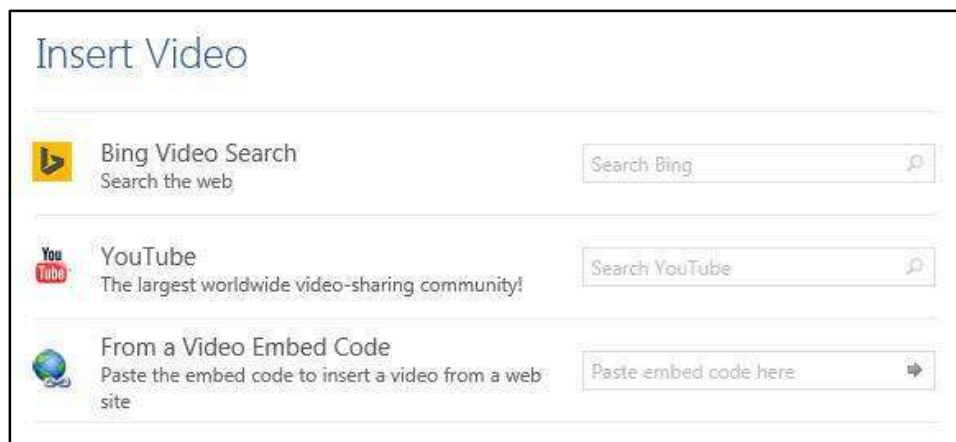 Insert Video
Bing Video Search
Search the web
Search Bing
You
Tube
YouTube
The largest worldwide video-sharing community!
Search YouTube
From a Video Embed Code
Paste the embed code to insert a video from a web
site
Paste embed code here